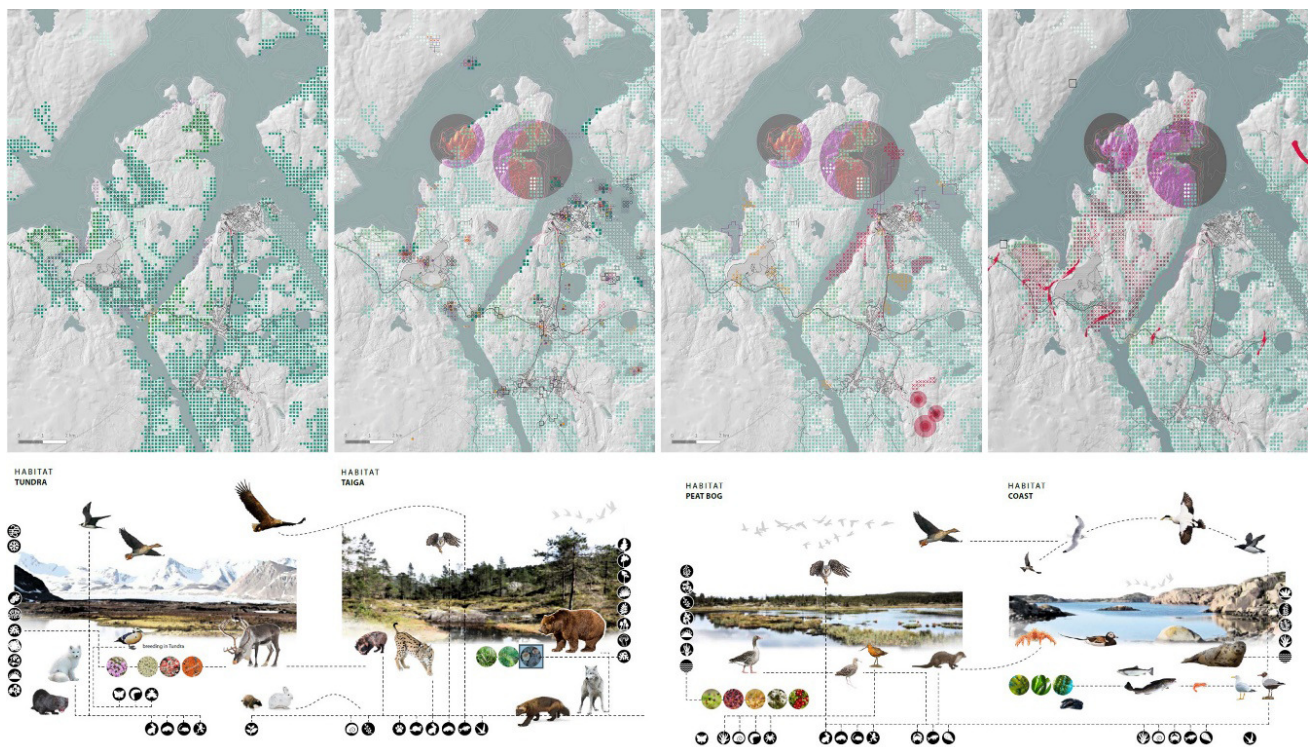 HABITAT
TUNDRA
HABITAT
TAIGA
HABITAT
PEAT BOG
HABITAT
COAST
breeding in Tundra